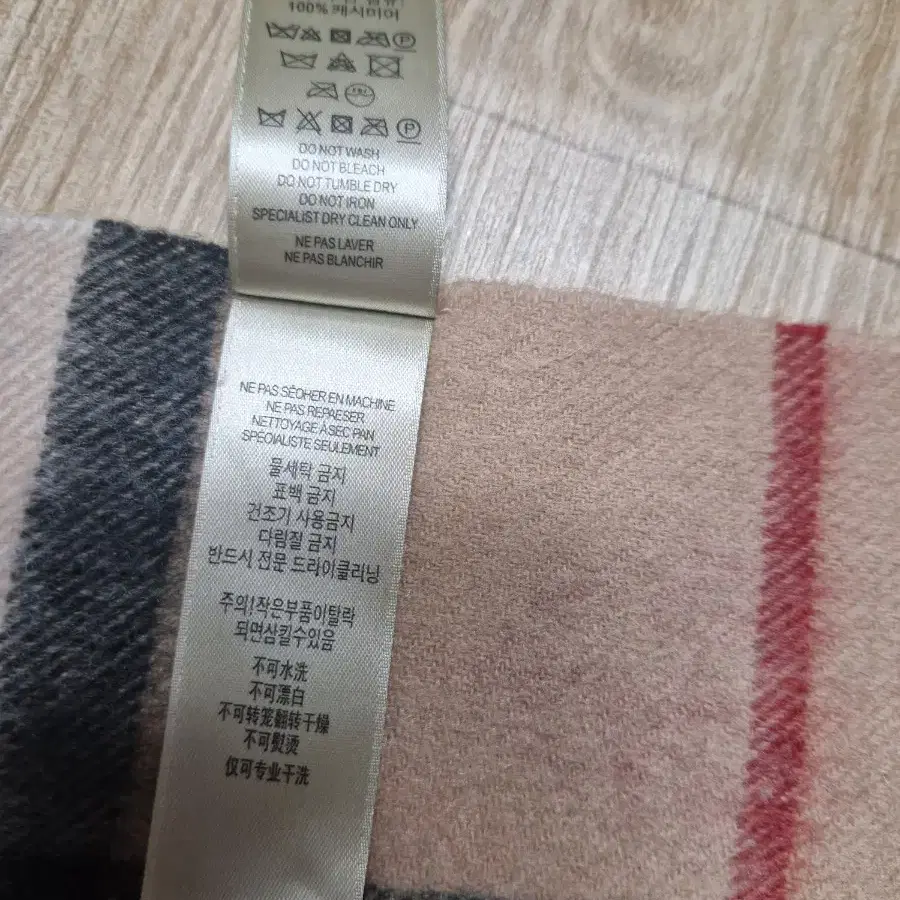 100% 캐시미어
DO NOT WASH
DO NOT BLEACH
DO NOT TUMBLE DRY
DO NOT IRON
SPECIALIST DRY CLEAN ONLY
NE PAS LAVER
NE PAS BLANCHIR
NE PAS SÉOHER EN MACHINE
NE PAS REPAESER
NETTOYAGE ÀSEC PAN
SPÉOIALISTE SEULEMENT
물세탁 금지
표백 금지
건조기 사용금지
다림질 금지
반드시 전문 드라이클리닝
주의!작은부품이탈락
되면삼킬수있음
不可水洗
不可漂白
不可转笼翻转干燥
不可熨烫
仅可专业干洗